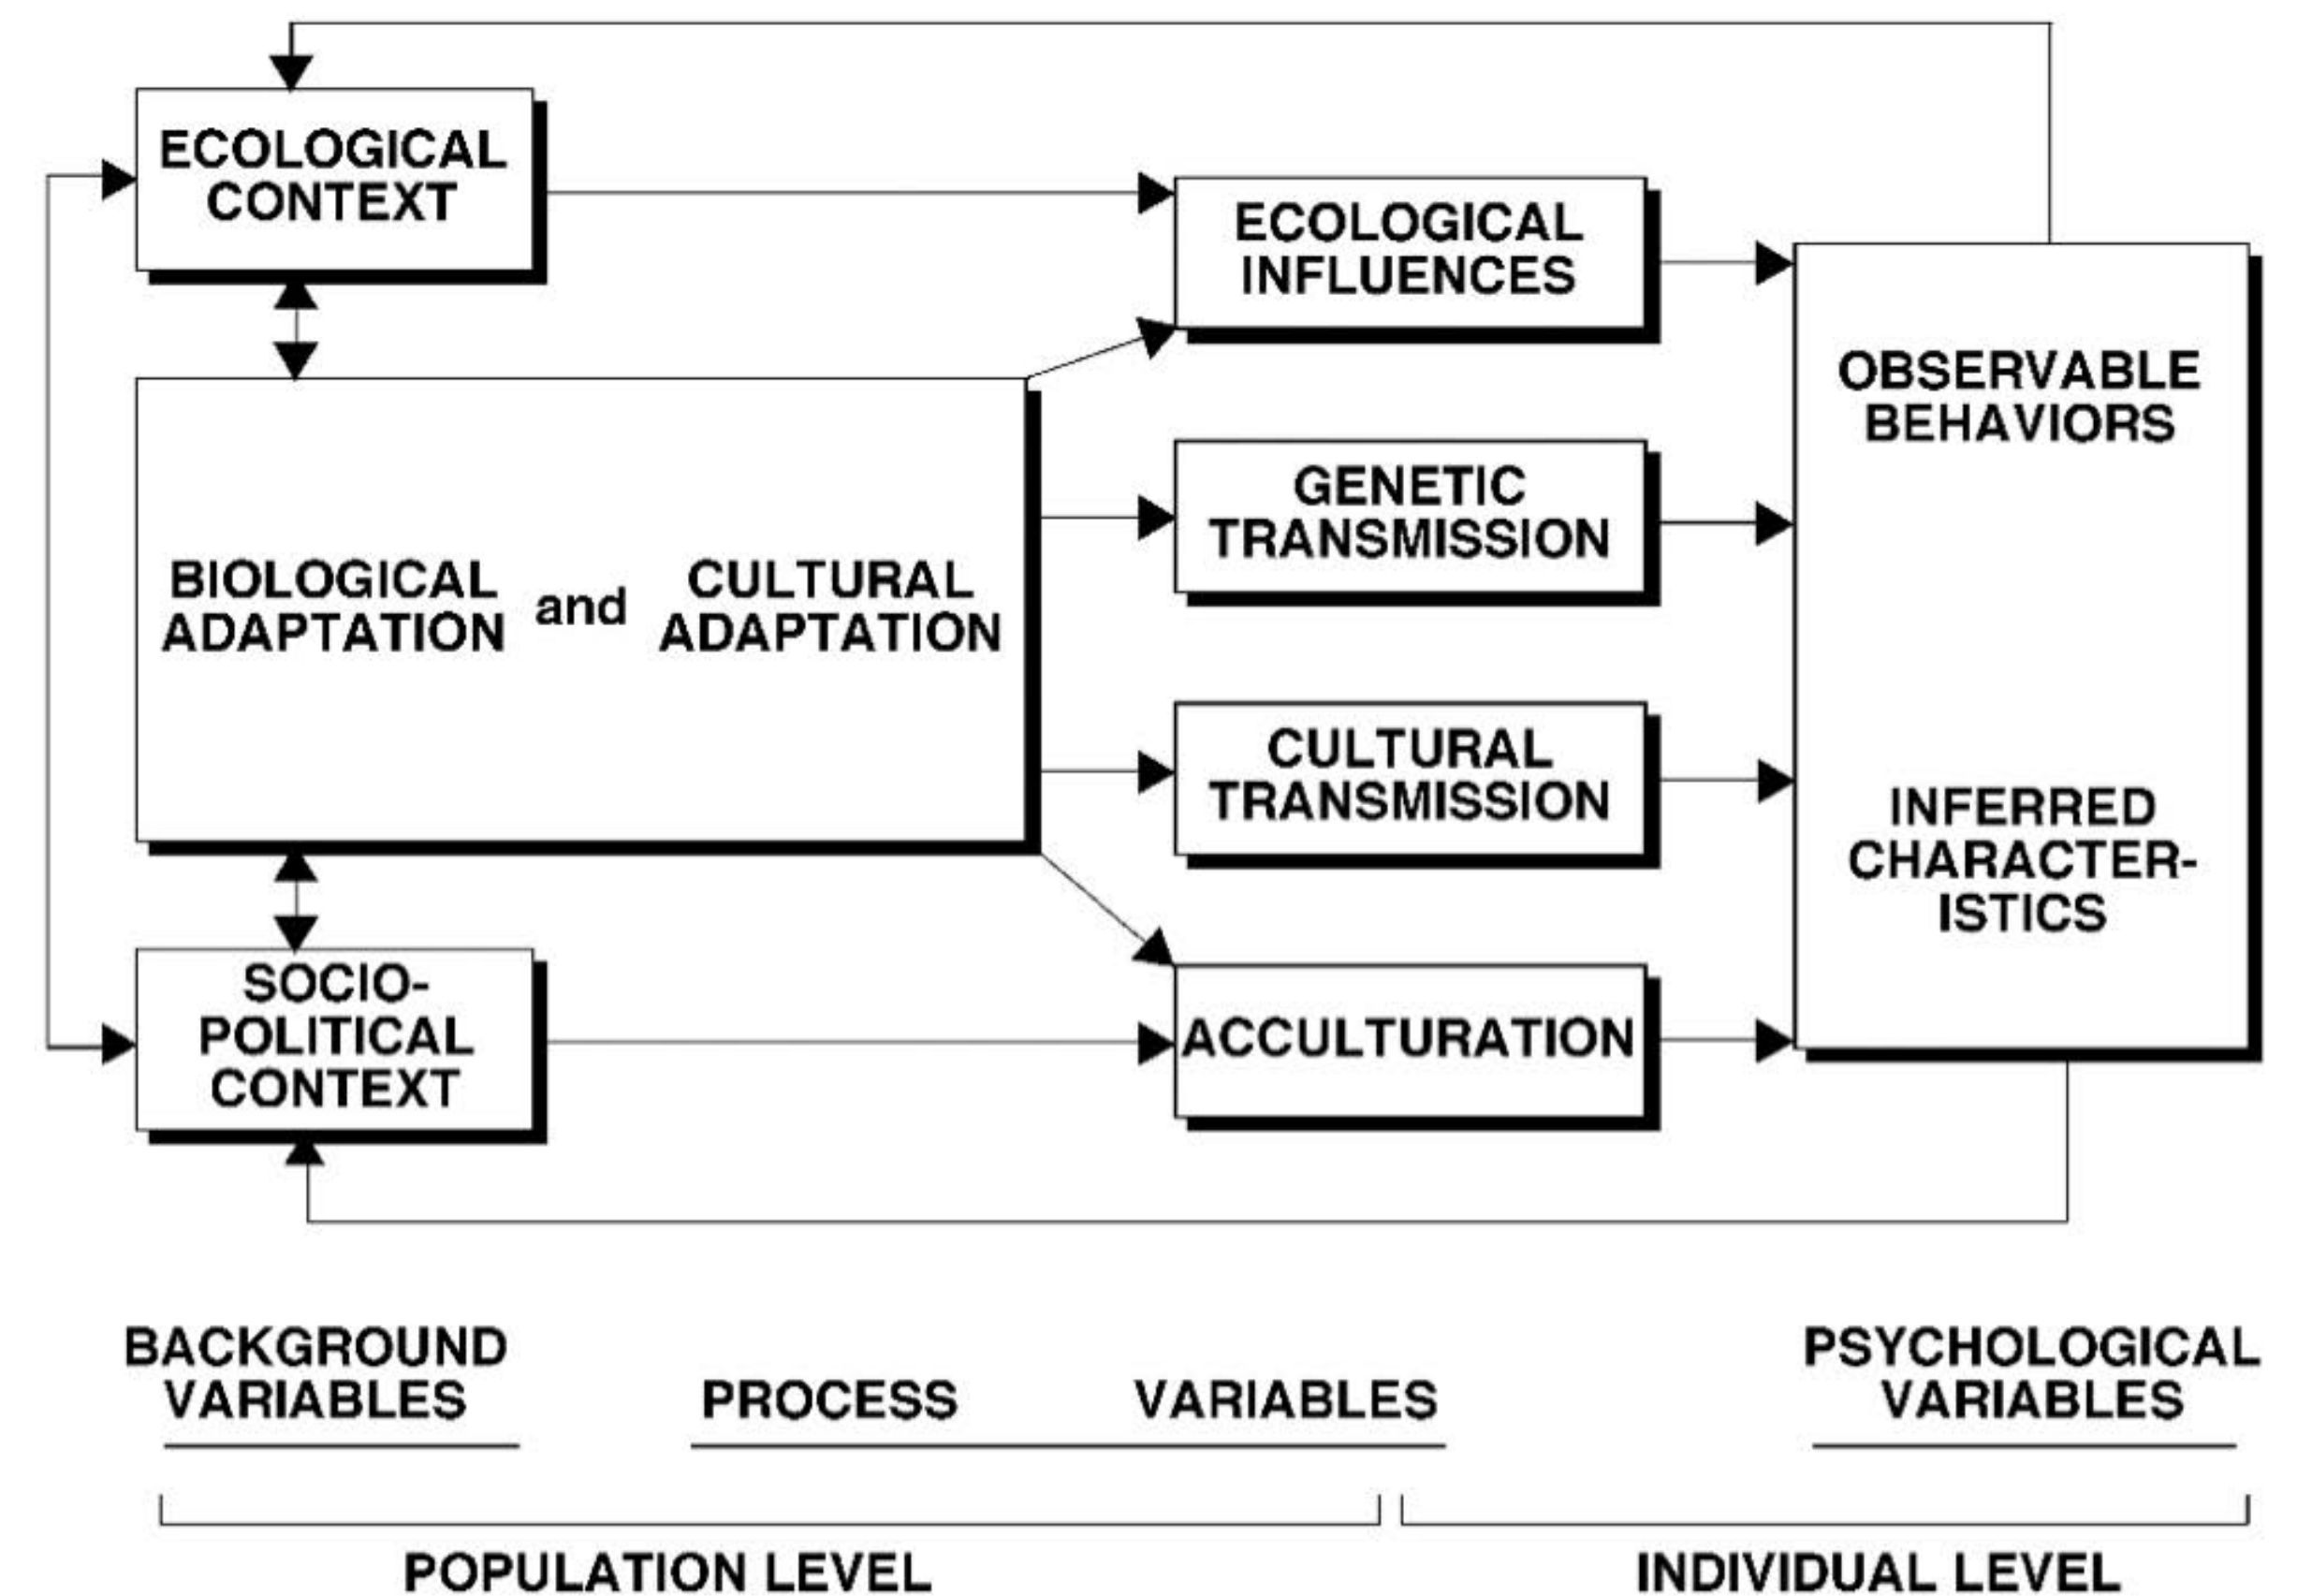 ECOLOGICAL
CONTEXT
ECOLOGICAL
INFLUENCES
OBSERVABLE
BEHAVIORS
GENETIC
TRANSMISSION
BIOLOGICAL
ADAPTATION
and
CULTURAL
ADAPTATION
CULTURAL
TRANSMISSION
INFERRED
CHARACTER-
ISTICS
SOCIO-
POLITICAL
CONTEXT
ACCULTURATION
BACKGROUND
VARIABLES
PROCESS VARIABLES
PSYCHOLOGICAL
VARIABLES
POPULATION LEVEL
INDIVIDUAL LEVEL